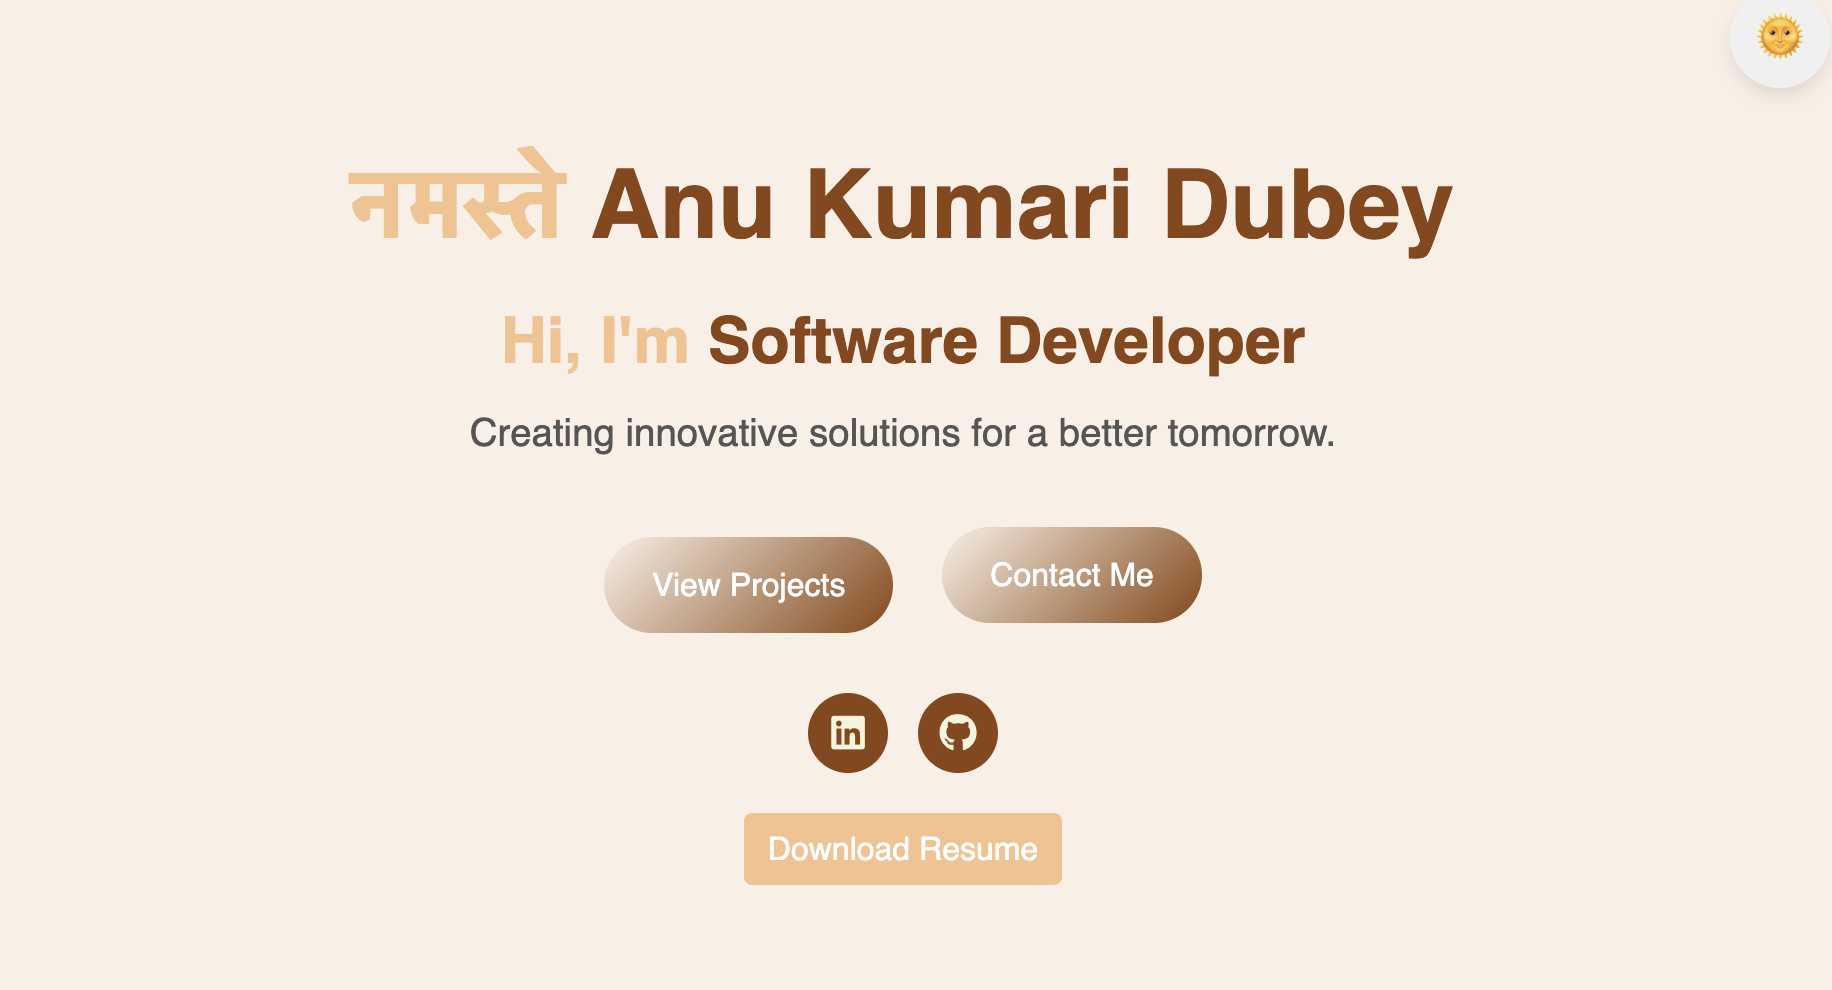 नमस्ते Anu Kumari Dubey
Hi, I'm Software Developer
Creating innovative solutions for a better tomorrow.
View Projects
Contact Me
in
Download Resume